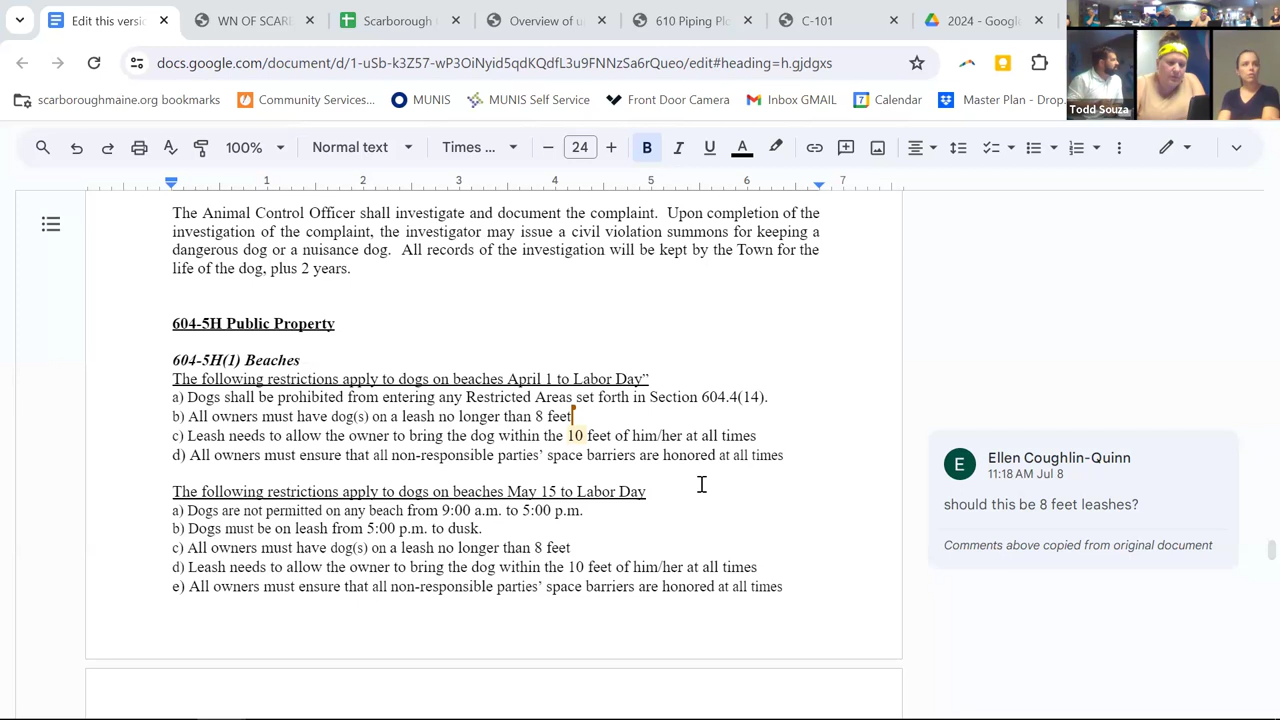 Edit this versi
WN OF SCAR
Scarborough
Overview of u
610 Piping Plo
C-101
2024 - Google
docs.google.com/document/d/1-uSb-k3Z57-wP3OiNyid5qdKQdfL3u9FNNzSa6rQueo/edit#heading=h.gjdgxs
scarboroughmaine.org bookmarks
Community Services...
MUNIS
MUNIS Self Service
Front Door Camera
Inbox GMAIL
Calendar
Master Plan - Drop
Todd Souza
100%
Normal text
Times ...
24
B I U A
1 2 3 4 5 6 7
The Animal Control Officer shall investigate and document the complaint. Upon completion of the
investigation of the complaint, the investigator may issue a civil violation summons for keeping a
dangerous dog or a nuisance dog. All records of the investigation will be kept by the Town for the
life of the dog, plus 2 years.
604-5H Public Property
604-5H(1) Beaches
The following restrictions apply to dogs on beaches April 1 to Labor Day”
a) Dogs shall be prohibited from entering any Restricted Areas set forth in Section 604.4(14).
b) All owners must have dog(s) on a leash no longer than 8 feet
c) Leash needs to allow the owner to bring the dog within the 10 feet of him/her at all times
d) All owners must ensure that all non-responsible parties’ space barriers are honored at all times
The following restrictions apply to dogs on beaches May 15 to Labor Day
a) Dogs are not permitted on any beach from 9:00 a.m. to 5:00 p.m.
b) Dogs must be on leash from 5:00 p.m. to dusk.
c) All owners must have dog(s) on a leash no longer than 8 feet
d) Leash needs to allow the owner to bring the dog within the 10 feet of him/her at all times
e) All owners must ensure that all non-responsible parties’ space barriers are honored at all times
E
Ellen Coughlin-Quinn
11:18 AM Jul 8
should this be 8 feet leashes?
Comments above copied from original document